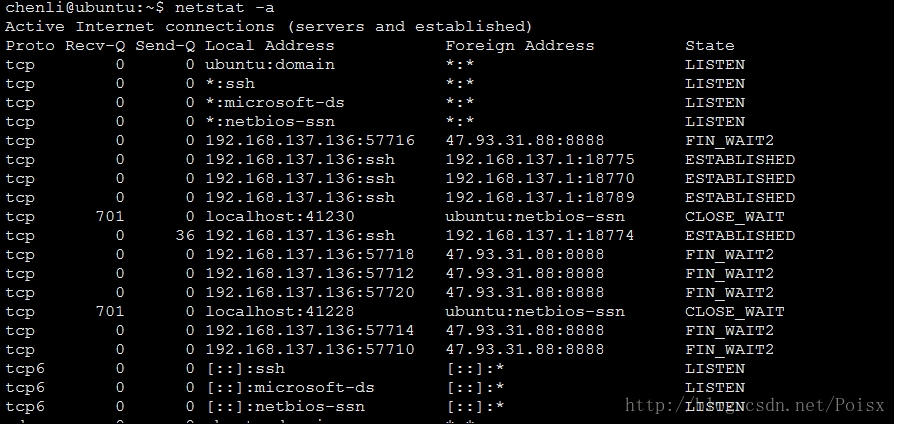 chenli@ubuntu:~$ netstat -a
Active Internet connections (servers and established)
Proto Recv-Q Send-Q Local Address Foreign Address State
tcp 0 0 ubuntu:domain *:* LISTEN
tcp 0 0 *:ssh *:* LISTEN
tcp 0 0 *:microsoft-ds *:* LISTEN
tcp 0 0 *:netbios-ssn *:* LISTEN
tcp 0 0 192.168.137.136:57716 47.93.31.88:8888 FIN_WAIT2
tcp 0 0 192.168.137.136:ssh 192.168.137.1:18775 ESTABLISHED
tcp 0 0 192.168.137.136:ssh 192.168.137.1:18770 ESTABLISHED
tcp 0 0 192.168.137.136:ssh 192.168.137.1:18789 ESTABLISHED
tcp 701 0 localhost:41230 ubuntu:netbios-ssn CLOSE_WAIT
tcp 0 36 192.168.137.136:ssh 192.168.137.1:18774 ESTABLISHED
tcp 0 0 192.168.137.136:57718 47.93.31.88:8888 FIN_WAIT2
tcp 0 0 192.168.137.136:57712 47.93.31.88:8888 FIN_WAIT2
tcp 0 0 192.168.137.136:57720 47.93.31.88:8888 FIN_WAIT2
tcp 701 0 localhost:41228 ubuntu:netbios-ssn CLOSE_WAIT
tcp 0 0 192.168.137.136:57714 47.93.31.88:8888 FIN_WAIT2
tcp 0 0 192.168.137.136:57710 47.93.31.88:8888 FIN_WAIT2
tcp6 0 0 [::]:ssh [::]:* LISTEN
tcp6 0 0 [::]:microsoft-ds [::]:* LISTEN
tcp6 0 0 [::]:netbios-ssn [::]:* LISTEN
http://blog.csdn.net/Poisx